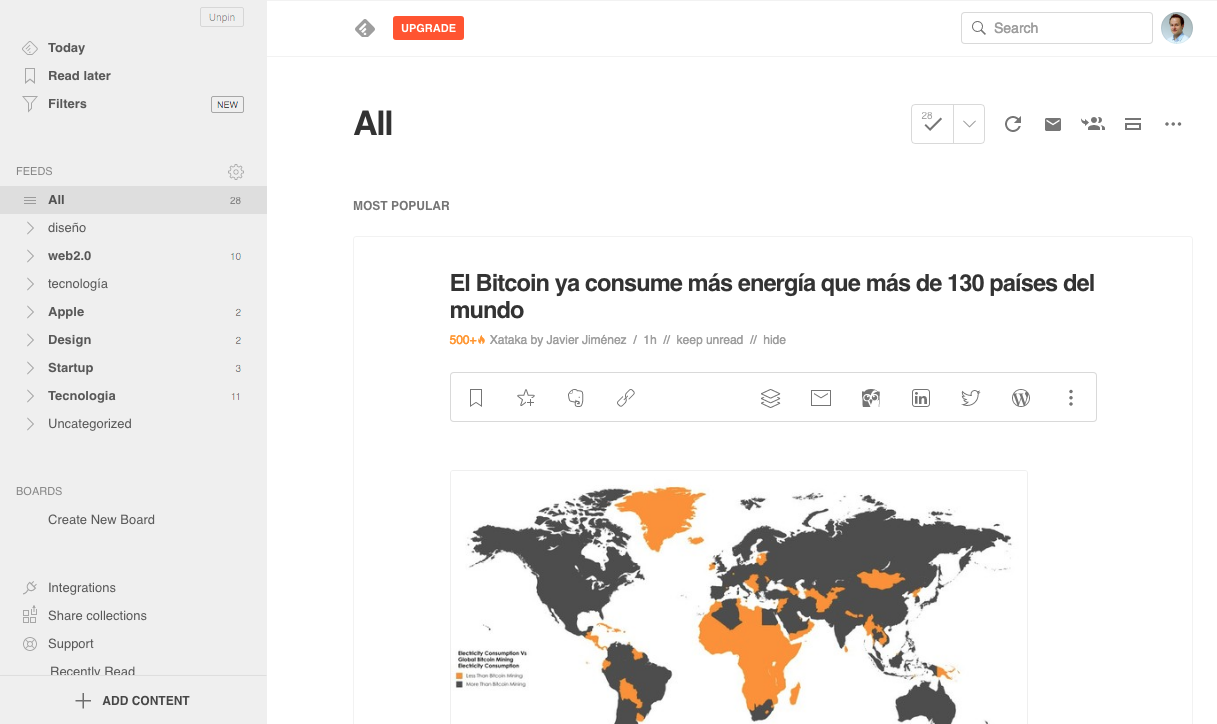 Unpin
Today
Read later
Filters NEW
FEEDS
All 28
diseño
web2.0 10
tecnología
Apple 2
Design 2
Startup 3
Tecnologia 11
Uncategorized
BOARDS
Create New Board
Integrations
Share collections
Support
Recently Read
ADD CONTENT
UPGRADE
Search
All
28
MOST POPULAR
El Bitcoin ya consume más energía que más de 130 países del
mundo
500+ Xataka by Javier Jiménez / 1h // keep unread // hide
Electricity Consumption Vs
Global Bitcoin Mining
Electricity Consumption
Less Than Bitcoin Mining
More Than Bitcoin Mining